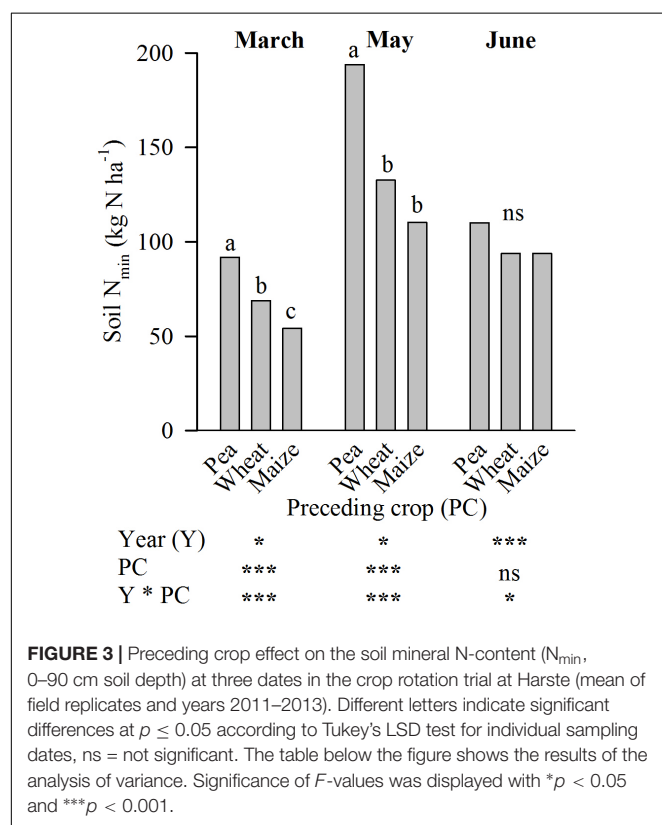 March May June
200
150
100
50
0
Soil Nmin (kg N ha-1)
a b c
a b b
ns
Pea Wheat Maize Pea Wheat Maize Pea Wheat Maize
Preceding crop (PC)
Year (Y) * * ***
PC *** *** ns
Y * PC *** *** *
FIGURE 3 | Preceding crop effect on the soil mineral N-content (Nmin,
0–90 cm soil depth) at three dates in the crop rotation trial at Harste (mean of
field replicates and years 2011–2013). Different letters indicate significant
differences at p ≤ 0.05 according to Tukey's LSD test for individual sampling
dates, ns = not significant. The table below the figure shows the results of the
analysis of variance. Significance of F-values was displayed with *p < 0.05
and ***p < 0.001.